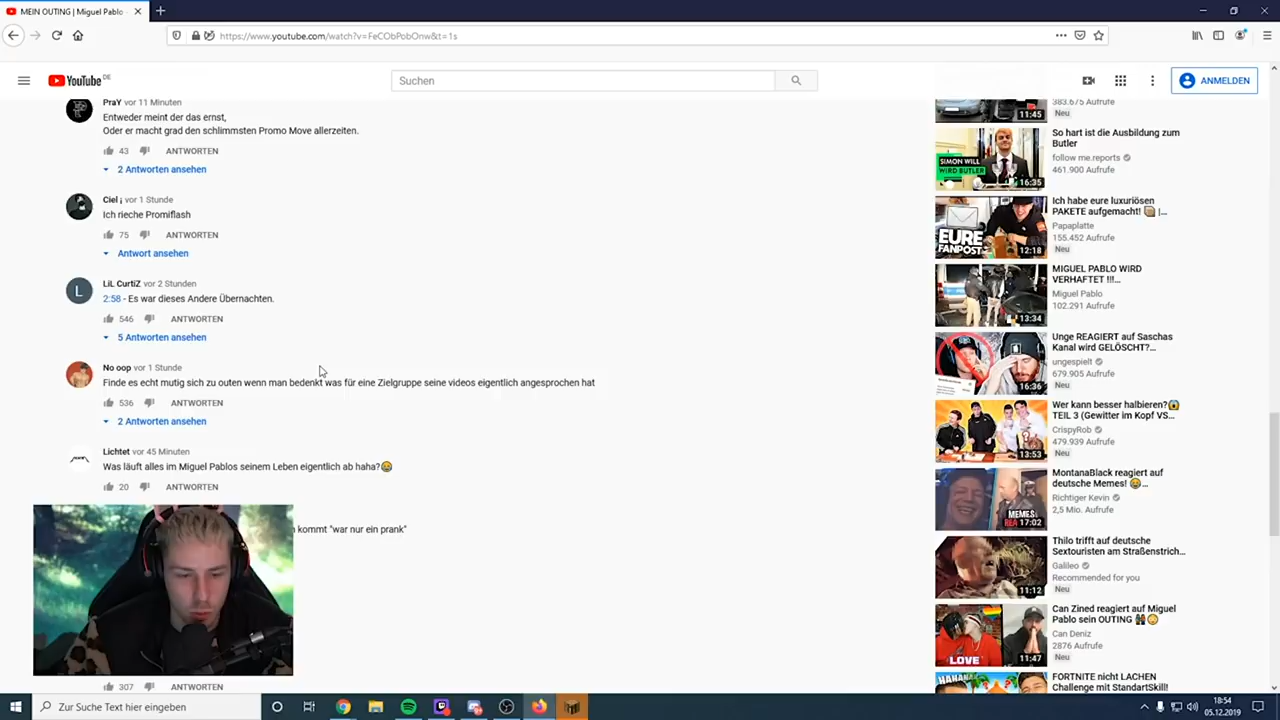 MEIN OUTING | Miguel Pablo
https://www.youtube.com/watch?v=FeCObPobOnw&t=1s
YouTube DE
Suchen
ANMELDEN
PraY vor 11 Minuten
Entweder meint der das ernst,
Oder er macht grad den schlimmsten Promo Move allerzeiten.
43 ANTWORTEN
2 Antworten ansehen
Ciel ¡ vor 1 Stunde
Ich rieche Promiflash
75 ANTWORTEN
Antwort ansehen
L
LiL CurtiZ vor 2 Stunden
2:58 - Es war dieses Andere Übernachten.
546 ANTWORTEN
5 Antworten ansehen
No oop vor 1 Stunde
Finde es echt mutig sich zu outen wenn man bedenkt was für eine Zielgruppe seine videos eigentlich angesprochen hat
536 ANTWORTEN
2 Antworten ansehen
Lichtet vor 45 Minuten
Was läuft alles im Miguel Pablos seinem Leben eigentlich ab haha?
20 ANTWORTEN
kommt "war nur ein prank"
307 ANTWORTEN
11:45
383.675 Aufrufe
Neu
SIMON WILL
WIRD BUTLER
16:35
So hart ist die Ausbildung zum
Butler
follow me.reports
461.900 Aufrufe
EURE
FANPOST
12:18
Ich habe eure luxuriösen
PAKETE aufgemacht! |...
Papaplatte
155.452 Aufrufe
Neu
13:34
MIGUEL PABLO WIRD
VERHAFTET !!!...
Miguel Pablo
102.291 Aufrufe
16:36
Unge REAGIERT auf Saschas
Kanal wird GELÖSCHT?...
ungespielt
679.905 Aufrufe
Neu
13:53
Wer kann besser halbieren?
TEIL 3 (Gewitter im Kopf VS...
CrispyRob
479.939 Aufrufe
Neu
MEMES
REA
17:02
MontanaBlack reagiert auf
deutsche Memes! ...
Richtiger Kevin
2,5 Mio. Aufrufe
11:12
Thilo trifft auf deutsche
Sextouristen am Straßenstrich...
Galileo
Recommended for you
Neu
LOVE
11:47
Can Zined reagiert auf Miguel
Pablo sein OUTING
Can Deniz
2876 Aufrufe
Neu
HAHAHA
FORTNITE nicht LACHEN
Challenge mit StandartSkill!
Zur Suche Text hier eingeben
18:54
05.12.2019